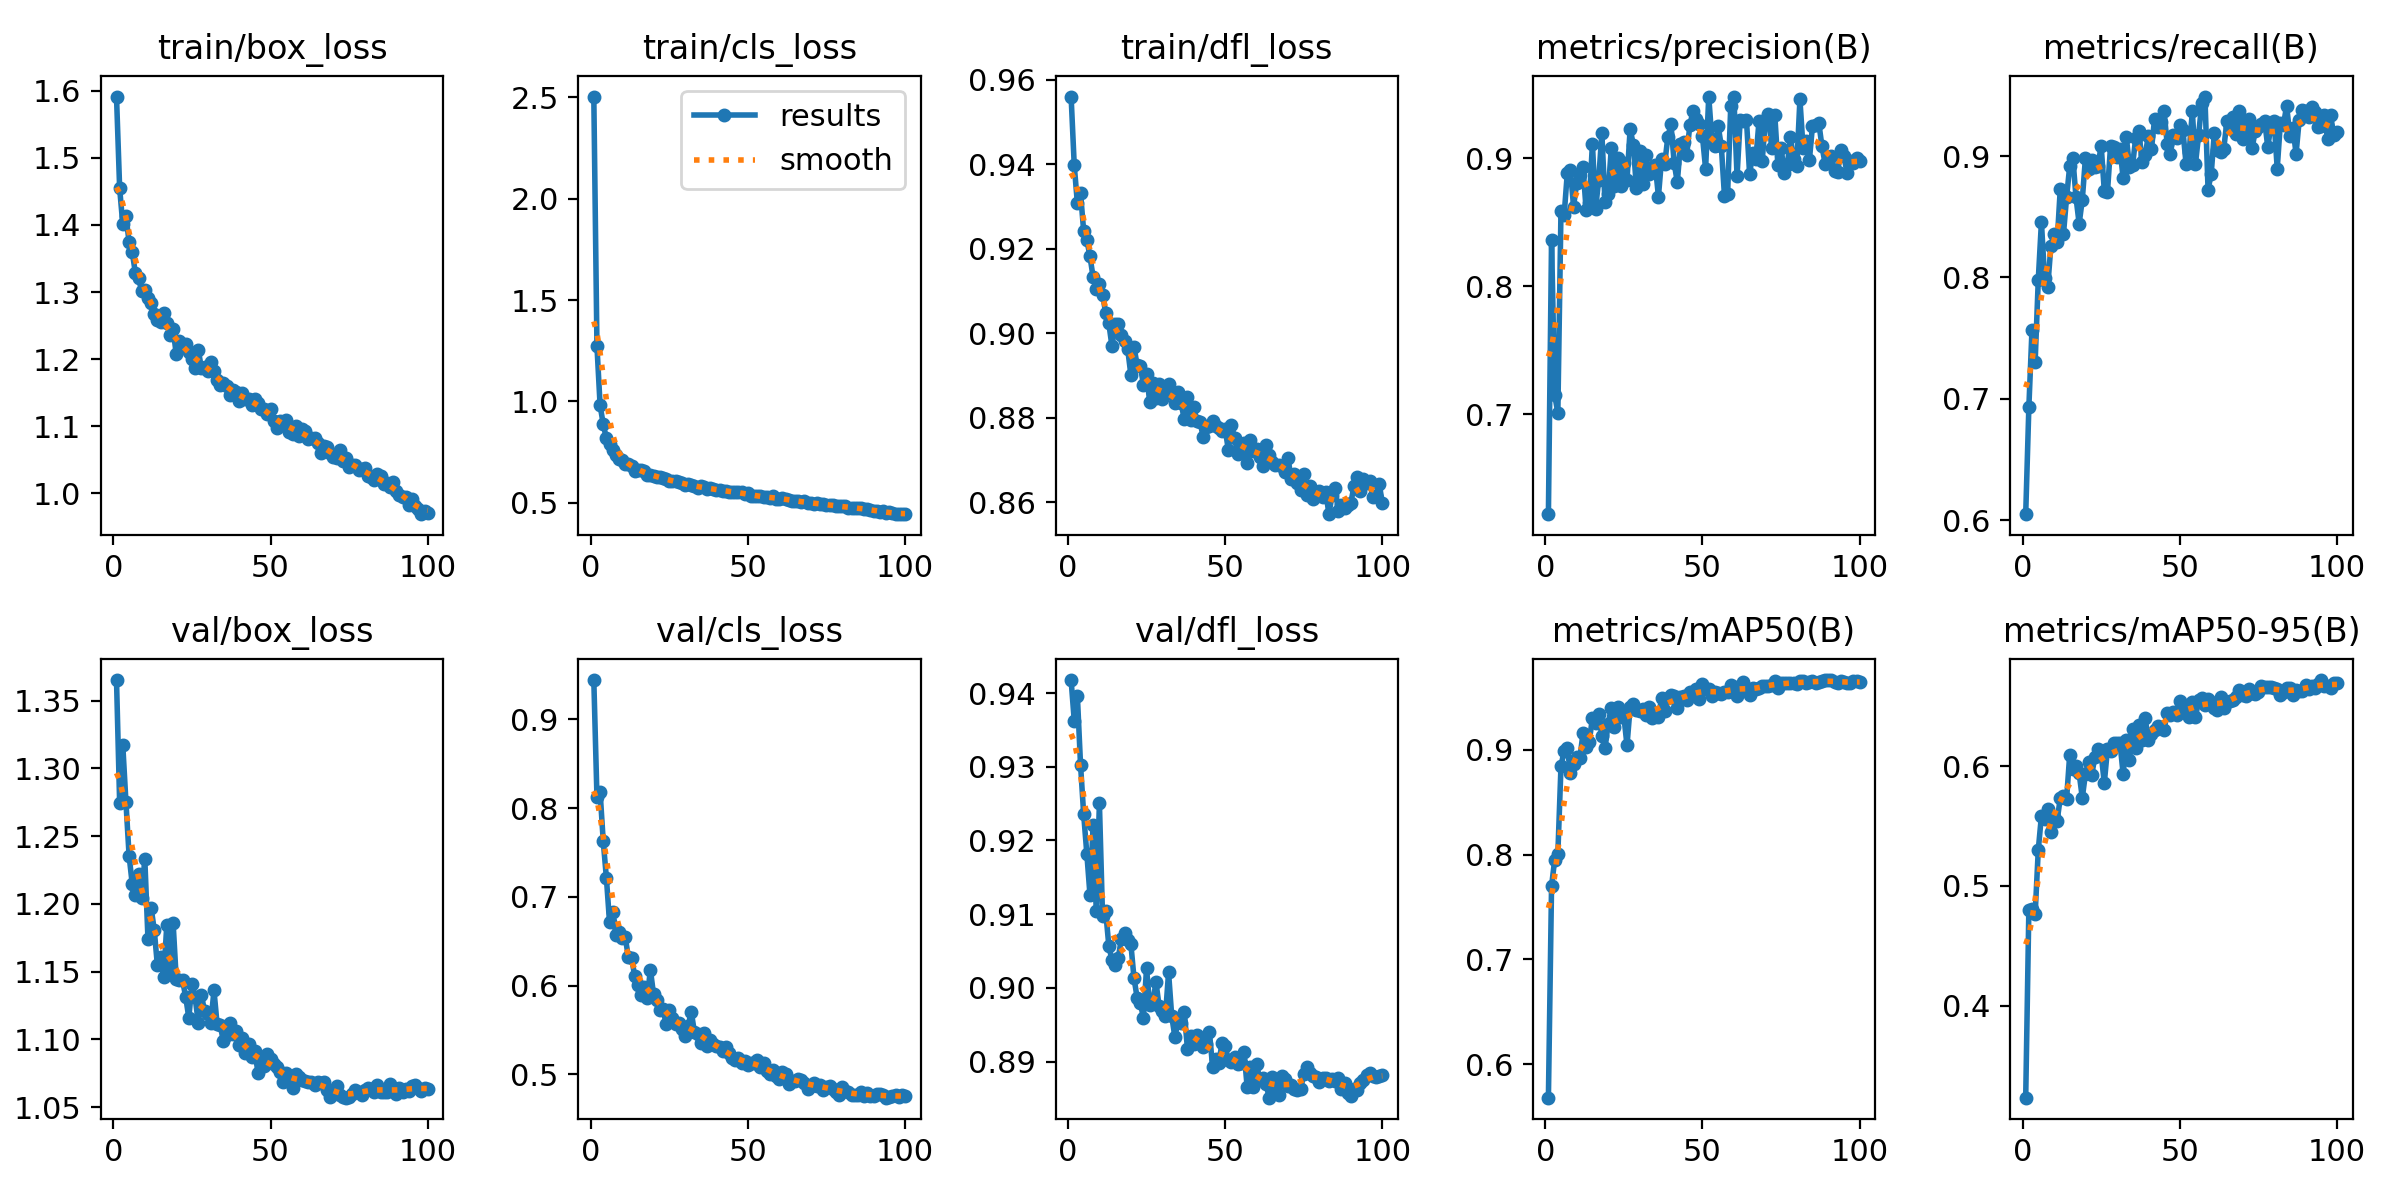 train/box_loss
1.6
1.5
1.4
1.3
1.2
1.1
1.0
0 50 100
train/cls_loss
results
smooth
2.5
2.0
1.5
1.0
0.5
0 50 100
train/dfl_loss
0.96
0.94
0.92
0.90
0.88
0.86
0 50 100
metrics/precision(B)
0.9
0.8
0.7
0 50 100
metrics/recall(B)
0.9
0.8
0.7
0.6
0 50 100
val/box_loss
1.35
1.30
1.25
1.20
1.15
1.10
1.05
0 50 100
val/cls_loss
0.9
0.8
0.7
0.6
0.5
0 50 100
val/dfl_loss
0.94
0.93
0.92
0.91
0.90
0.89
0 50 100
metrics/mAP50(B)
0.9
0.8
0.7
0.6
0 50 100
metrics/mAP50-95(B)
0.6
0.5
0.4
0 50 100